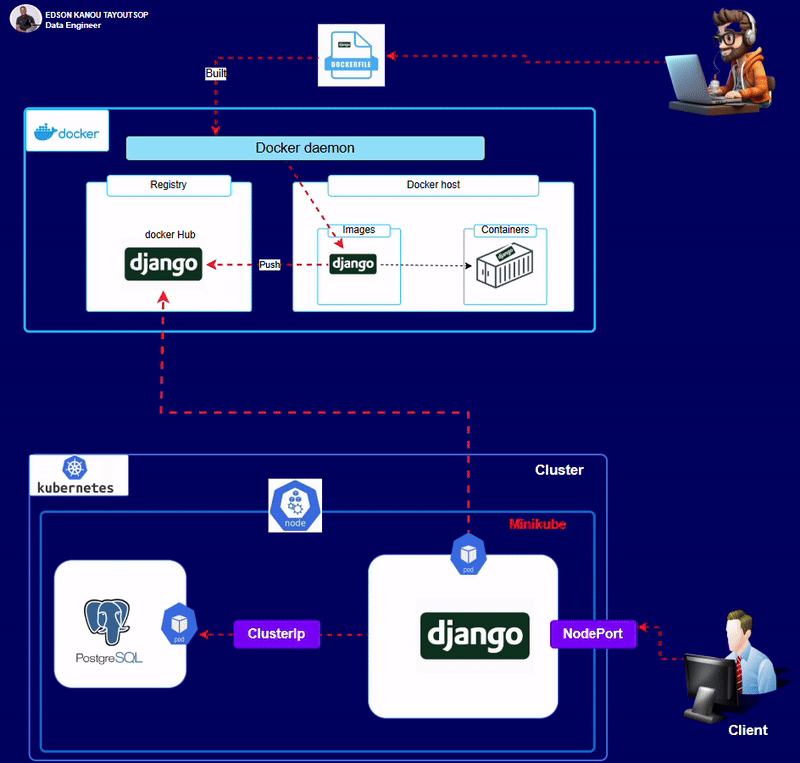 EDSON KANOU TAYOUTSOP
Data Engineer
django
DOCKERFILE
Built
docker
Docker daemon
Registry
Docker host
docker Hub
django
Push
Images
django
Containers
django
kubernetes
Cluster
node
Minikube
pod
PostgreSQL
pod
ClusterIp
django
NodePort
Client